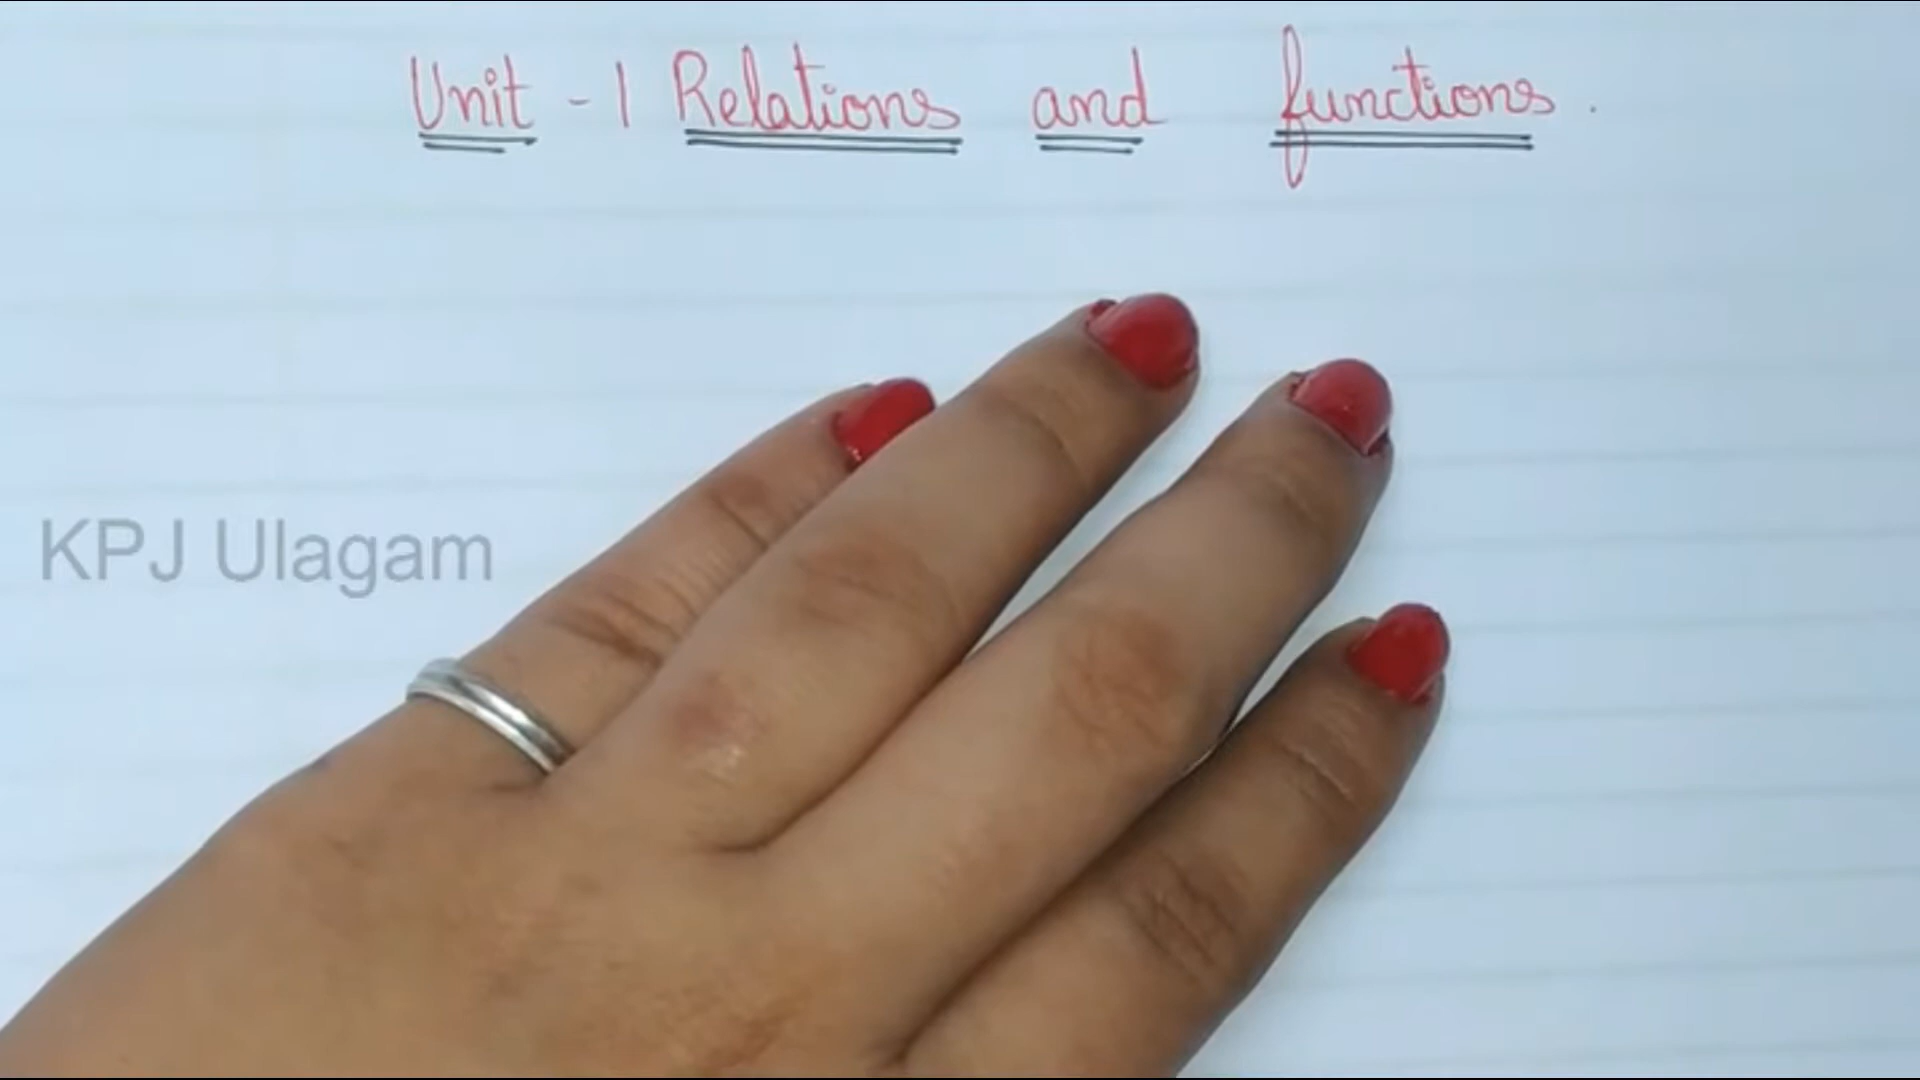 Unit - 1 Relations and functions.
KPJ Ulagam